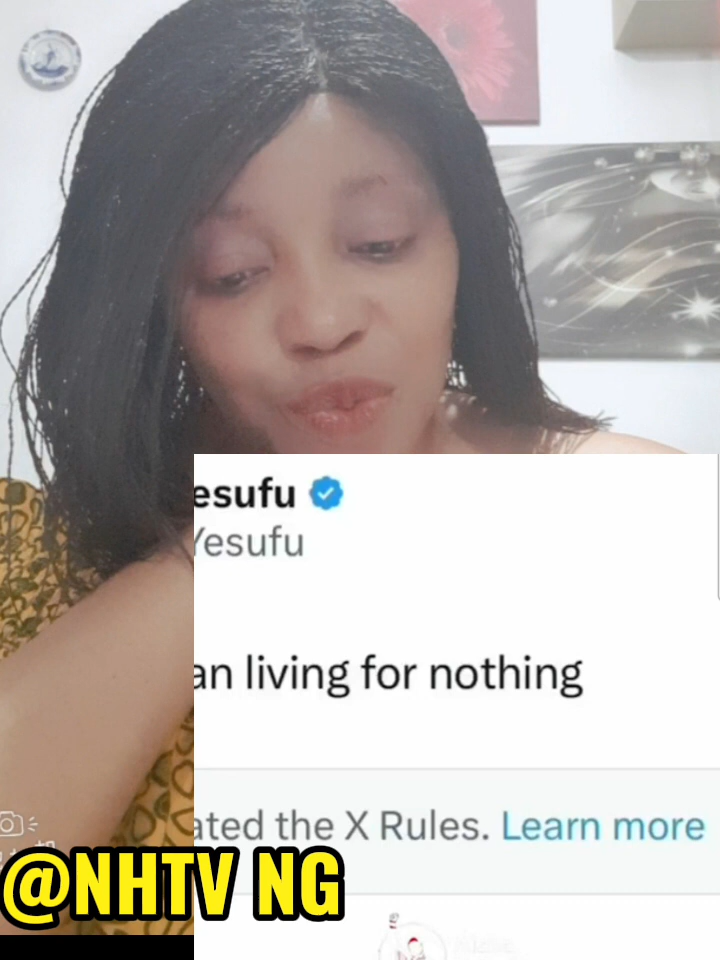 esufu
Yesufu
an living for nothing
ated the X Rules. Learn more
@NHTV NG